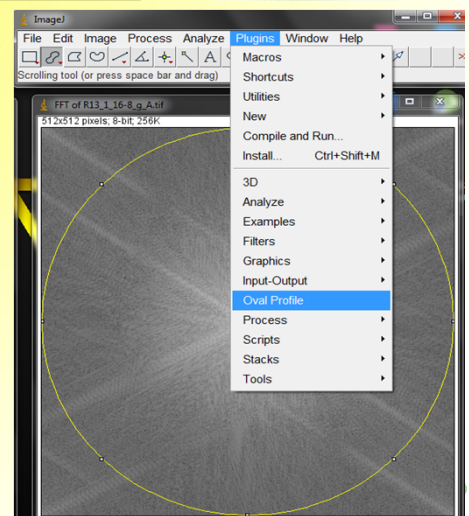 ImageJ
File Edit Image Process Analyze Plugins Window Help
A
Scrolling tool (or press space bar and drag)
Macros
Shortcuts
Utilities
New
Compile and Run...
Install... Ctrl+Shift+M
3D
Analyze
Examples
Filters
Graphics
Input-Output
Oval Profile
Process
Scripts
Stacks
Tools
FFT of R13_1_16-8_g_A.tif
512x512 pixels; 8-bit; 256K